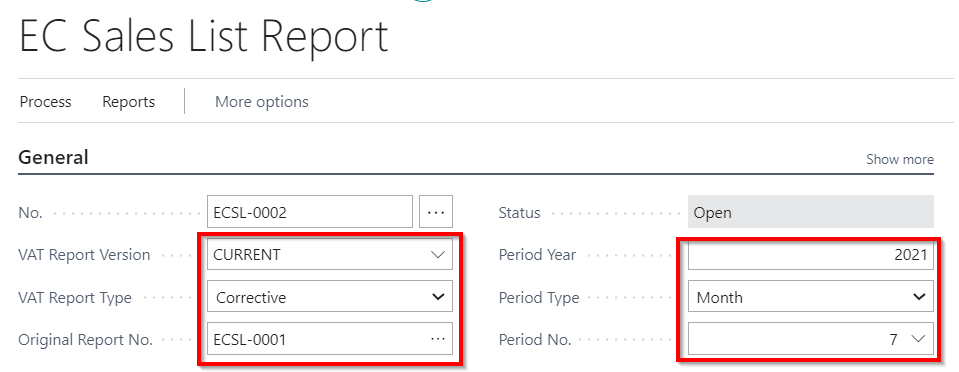 EC Sales List Report
Process Reports More options
General Show more
No. ECSL-0002 ... Status Open
VAT Report Version CURRENT Period Year 2021
VAT Report Type Corrective Period Type Month
Original Report No. ECSL-0001 ... Period No. 7